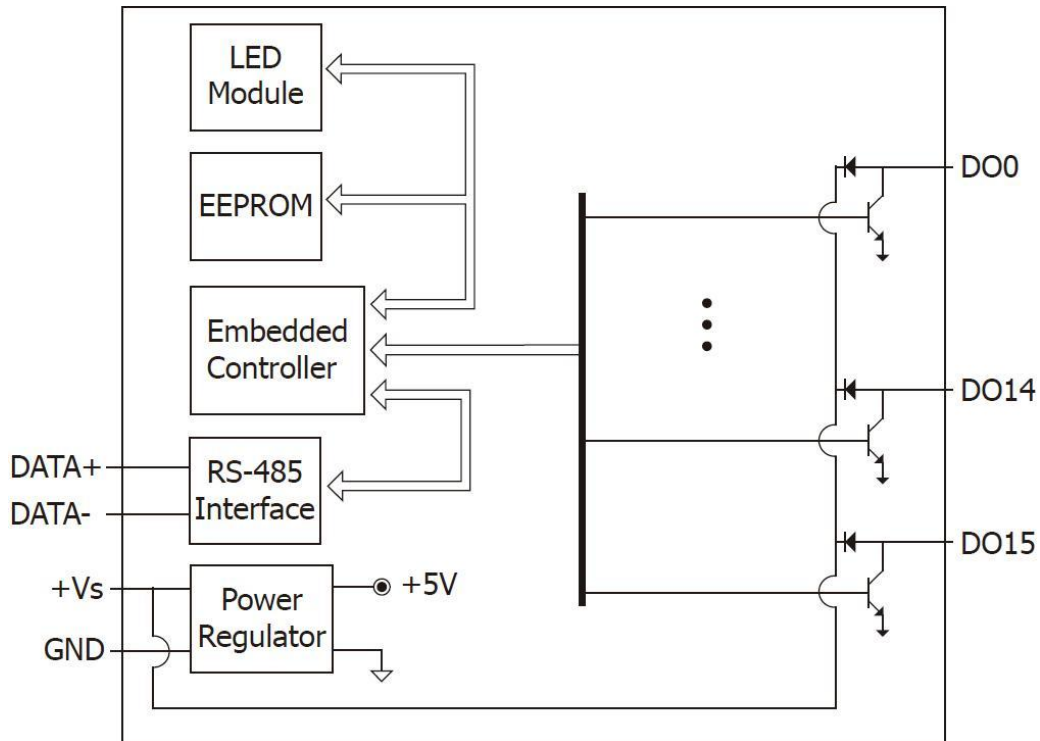 LED
Module
EEPROM
Embedded
Controller
RS-485
Interface
Power
Regulator
DATA+
DATA-
+Vs
GND
+5V
DO0
DO14
DO15